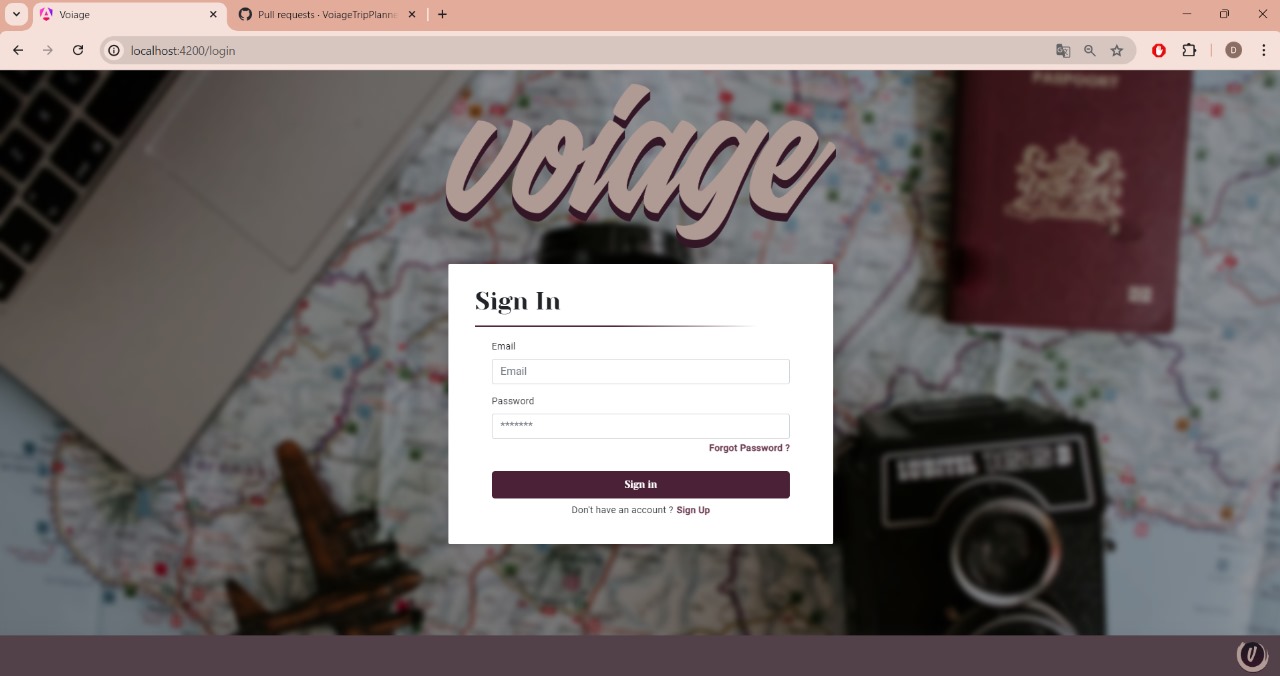 Voiage
Pull requests · VoiageTripPlanne
localhost:4200/login
D
voiage
PASPOORT
Sign In
Email
Email
Password
*******
Forgot Password ?
Sign in
Don't have an account ? Sign Up
V